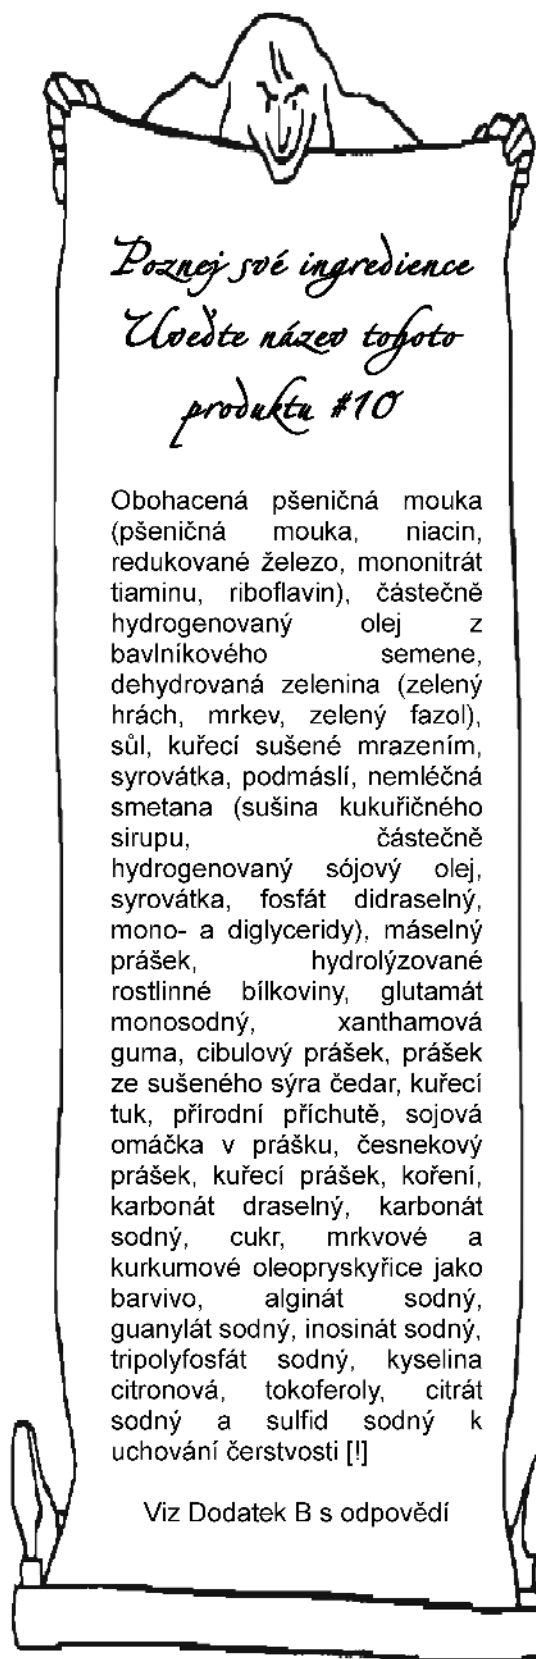 Poznej své ingredience
Uveďte název tohoto
produktu #10
Obohacená pšeničná mouka
(pšeničná mouka, niacin,
redukované železo, mononitrát
tiaminu, riboflavin), částečně
hydrogenovaný olej z
bavlníkového semene,
dehydrovaná zelenina (zelený
hrách, mrkev, zelený fazol),
sůl, kuřecí sušené mrazením,
syrovátka, podmáslí, nemléčná
smetana (sušina kukuřičného
sirupu, částečně
hydrogenovaný sójový olej,
syrovátka, fosfát didraselný,
mono- a diglyceridy), máselný
prášek, hydrolýzované
rostlinné bílkoviny, glutamát
monosodný, xanthamová
guma, cibulový prášek, prášek
ze sušeného sýra čedar, kuřecí
tuk, přírodní příchutě, sojová
omáčka v prášku, česnekový
prášek, kuřecí prášek, koření,
karbonát draselný, karbonát
sodný, cukr, mrkvové a
kurkumové oleopryskyřice jako
barvivo, alginát sodný,
guanylát sodný, inosinát sodný,
tripolyfosfát sodný, kyselina
citronová, tokoferoly, citrát
sodný a sulfid sodný k
uchování čerstvosti [!]
Viz Dodatek B s odpovědí